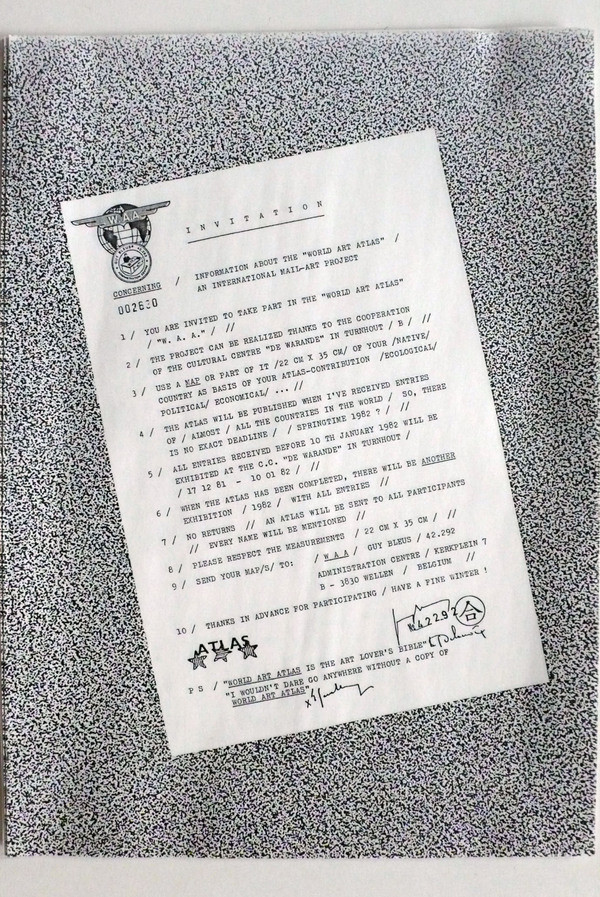 W A A
I N V I T A T I O N
CONCERNING / INFORMATION ABOUT THE "WORLD ART ATLAS" /
AN INTERNATIONAL MAIL-ART PROJECT
1 / YOU ARE INVITED TO TAKE PART IN THE "WORLD ART ATLAS"
/ "W. A. A." / //
2 / THE PROJECT CAN BE REALIZED THANKS TO THE COOPERATION
OF THE CULTURAL CENTRE "DE WARANDE" IN TURNHOUT / B / //
3 / USE A MAP OR PART OF IT /22 CM X 35 CM/ OF YOUR /NATIVE/
COUNTRY AS BASIS OF YOUR ATLAS-CONTRIBUTION /ECOLOGICAL/
POLITICAL/ ECONOMICAL/ ... //
4 / THE ATLAS WILL BE PUBLISHED WHEN I'VE RECEIVED ENTRIES
OF / ALMOST / ALL THE COUNTRIES IN THE WORLD / SO, THERE
IS NO EXACT DEADLINE / / SPRINGTIME 1982 ? / //
5 / ALL ENTRIES RECEIVED BEFORE 10 TH JANUARY 1982 WILL BE
EXHIBITED AT THE C.C. "DE WARANDE" IN TURNHOUT /
/ 17 12 81 - 10 01 82 / //
6 / WHEN THE ATLAS HAS BEEN COMPLETED, THERE WILL BE ANOTHER
EXHIBITION / 1982 / WITH ALL ENTRIES //
7 / NO RETURNS // AN ATLAS WILL BE SENT TO ALL PARTICIPANTS
// EVERY NAME WILL BE MENTIONED //
8 / PLEASE RESPECT THE MEASUREMENTS / 22 CM X 35 CM / //
9 / SEND YOUR MAP/S/ TO: / W A A / GUY BLEUS / 42.292
ADMINISTRATION CENTRE / KERKPLEIN 7
B - 3830 WELLEN / BELGIUM //
10 / THANKS IN ADVANCE FOR PARTICIPATING / HAVE A FINE WINTER !
42292 合
ATLAS
P S / "WORLD ART ATLAS IS THE ART LOVER'S BIBLE"
"I WOULDN'T DARE GO ANYWHERE WITHOUT A COPY OF
WORLD ART ATLAS"